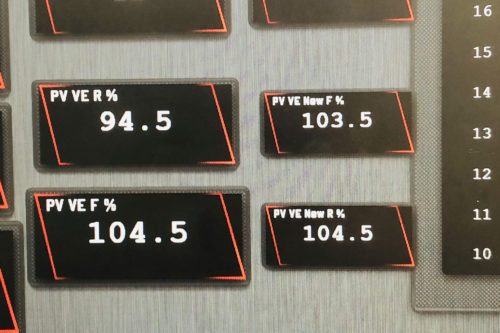 PV VE R %
94.5
PV VE New F %
103.5
PV VE F %
104.5
PV VE New R %
104.5
16
15
14
13
12
11
10